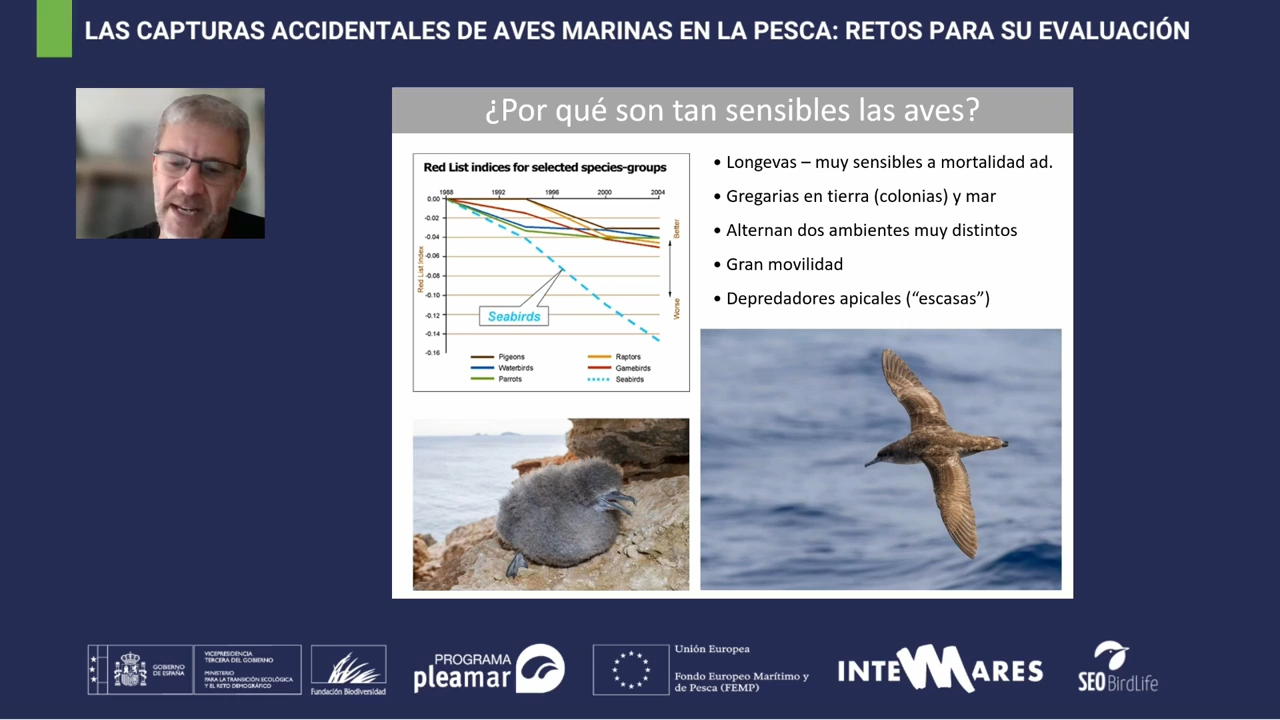 LAS CAPTURAS ACCIDENTALES DE AVES MARINAS EN LA PESCA: RETOS PARA SU EVALUACIÓN
¿Por qué son tan sensibles las aves?
Red List indices for selected species-groups
1988 1992 1996 2000 2004
0.00
-0.02
-0.04
-0.06
-0.08
-0.10
-0.12
-0.14
-0.16
Red List Index
Better
Worse
Seabirds
Pigeons
Waterbirds
Parrots
Raptors
Gamebirds
Seabirds
• Longevas – muy sensibles a mortalidad ad.
• Gregarias en tierra (colonias) y mar
• Alternan dos ambientes muy distintos
• Gran movilidad
• Depredadores apicales (“escasas”)
GOBIERNO
DE ESPAÑA
VICEPRESIDENCIA
TERCERA DEL GOBIERNO
MINISTERIO
PARA LA TRANSICIÓN ECOLÓGICA
Y EL RETO DEMOGRÁFICO
Fundación Biodiversidad
PROGRAMA
pleamar
Unión Europea
Fondo Europeo Marítimo y
de Pesca (FEMP)
INTEMARES
SEO BirdLife